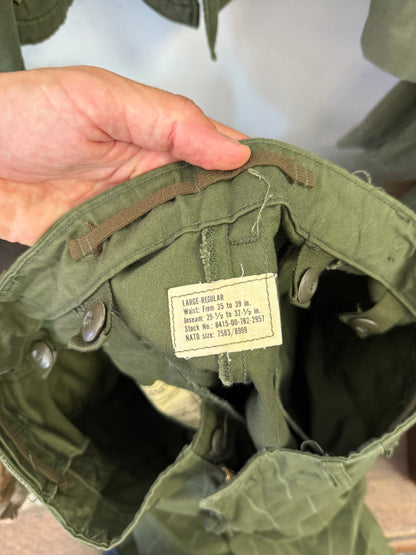 LARGE-REGULAR
Waist: From 35 to 39 in.
Inseam: 29-1/2 to 32-1/2 in.
Stock No.: 8415-00-782-2957
NATO size: 7583/8999